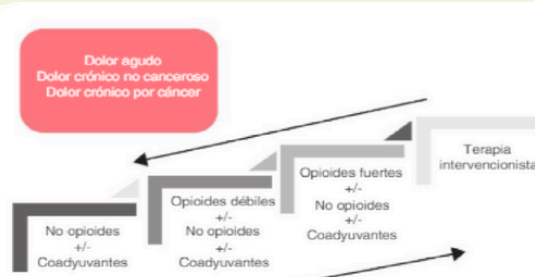 Dolor agudo
Dolor crónico no canceroso
Dolor crónico por cáncer
No opioides
+/-
Coadyuvantes
Opioides débiles
+/-
No opioides
+/-
Coadyuvantes
Opioides fuertes
+/-
No opioides
+/-
Coadyuvantes
Terapia
intervencionista